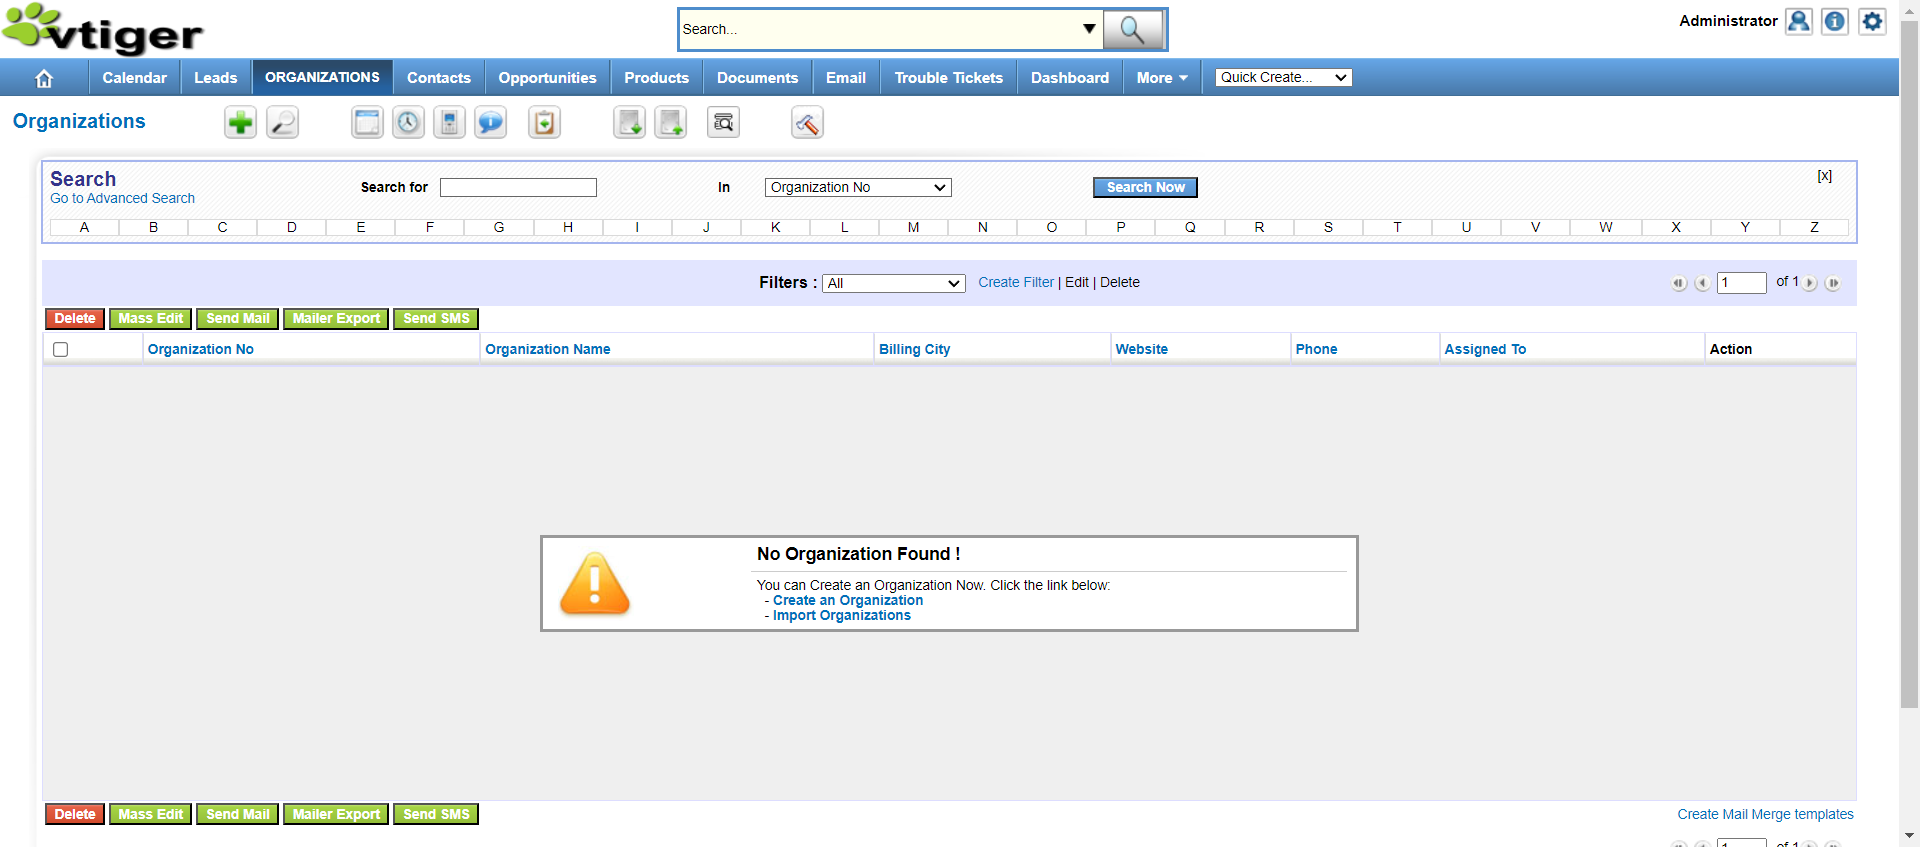 vtiger
Search...
Administrator
Calendar Leads ORGANIZATIONS Contacts Opportunities Products Documents Email Trouble Tickets Dashboard More Quick Create...
Organizations
Search
Go to Advanced Search
Search for In Organization No Search Now [x]
A B C D E F G H I J K L M N O P Q R S T U V W X Y Z
Filters : All Create Filter | Edit | Delete 1 of 1
Delete Mass Edit Send Mail Mailer Export Send SMS
Organization No Organization Name Billing City Website Phone Assigned To Action
No Organization Found !
You can Create an Organization Now. Click the link below:
- Create an Organization
- Import Organizations
Delete Mass Edit Send Mail Mailer Export Send SMS Create Mail Merge templates
1 of 1